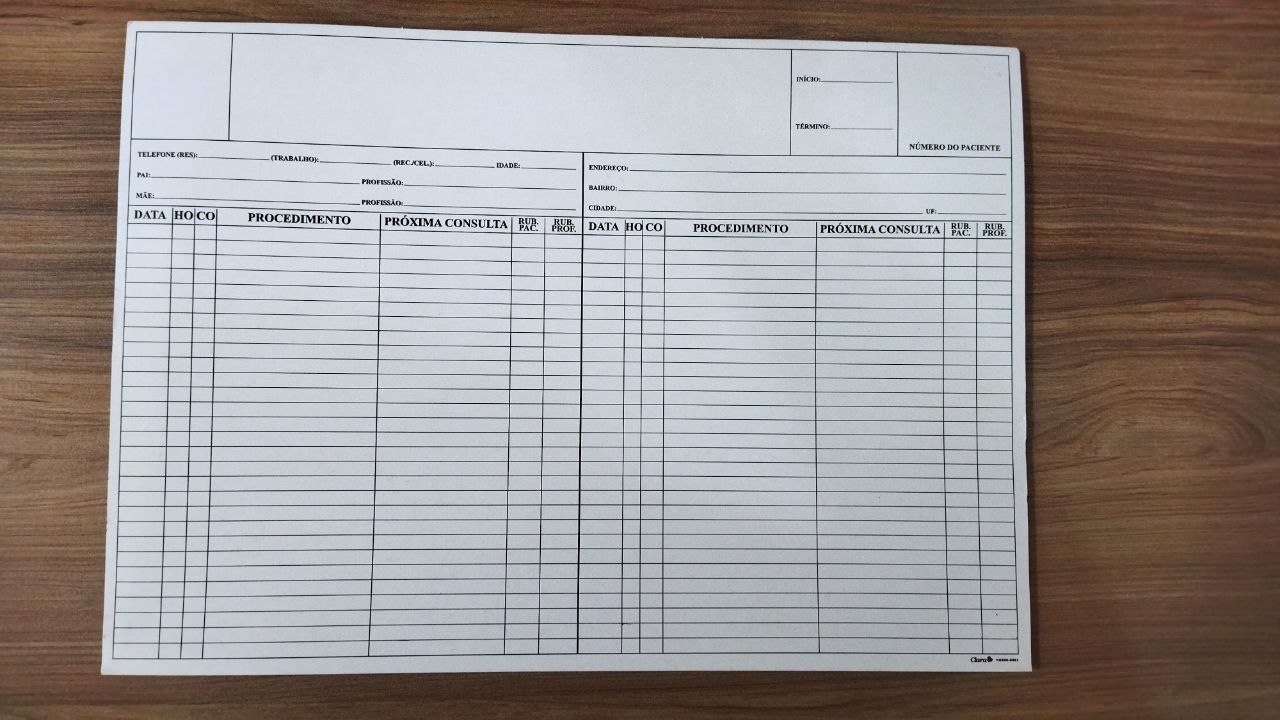 INÍCIO:
TÉRMINO:
NÚMERO DO PACIENTE
TELEFONE (RES): (TRABALHO): (REC./CEL.): IDADE:
PAI: PROFISSÃO:
MÃE: PROFISSÃO:
ENDEREÇO:
BAIRRO:
CIDADE: UF:
DATA HO CO PROCEDIMENTO PRÓXIMA CONSULTA RUB. PAC. RUB. PROF. DATA HO CO PROCEDIMENTO PRÓXIMA CONSULTA RUB. PAC. RUB. PROF.